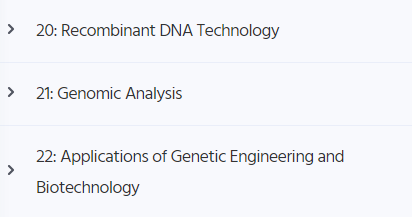 20: Recombinant DNA Technology
21: Genomic Analysis
22: Applications of Genetic Engineering and
Biotechnology